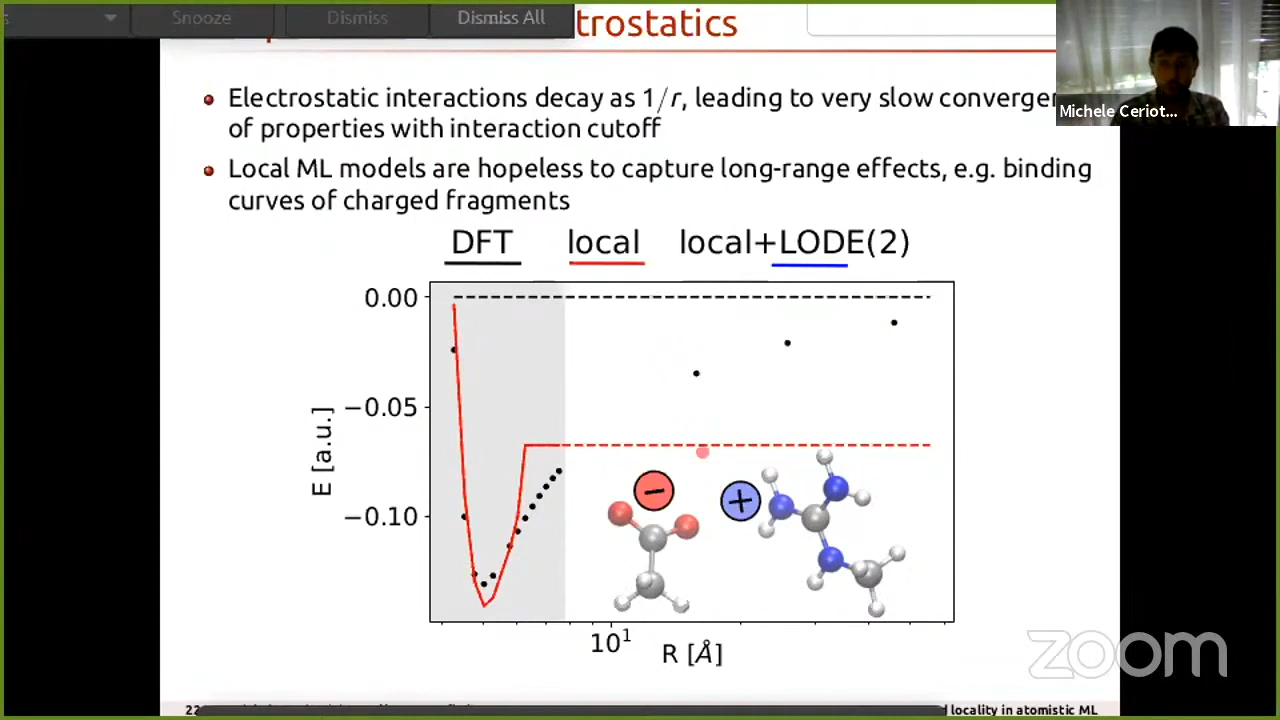 Snooze Dismiss Dismiss All
trostatics
Michele Ceriot...
Electrostatic interactions decay as 1/r, leading to very slow converger
of properties with interaction cutoff
Local ML models are hopeless to capture long-range effects, e.g. binding
curves of charged fragments
DFT local local+LODE(2)
0.00
−0.05
−0.10
E [a.u.]
− +
10¹
R [Å]
zoom
22
locality in atomistic ML